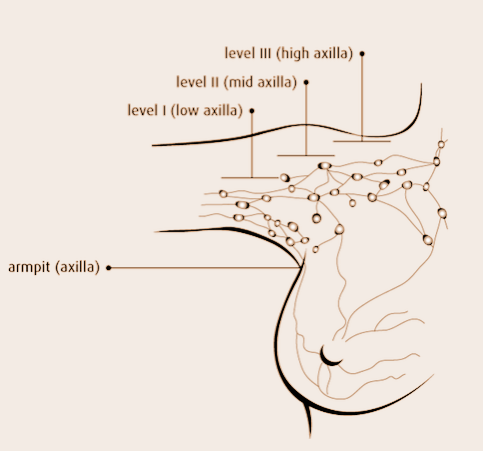 level III (high axilla)
level II (mid axilla)
level I (low axilla)
armpit (axilla)